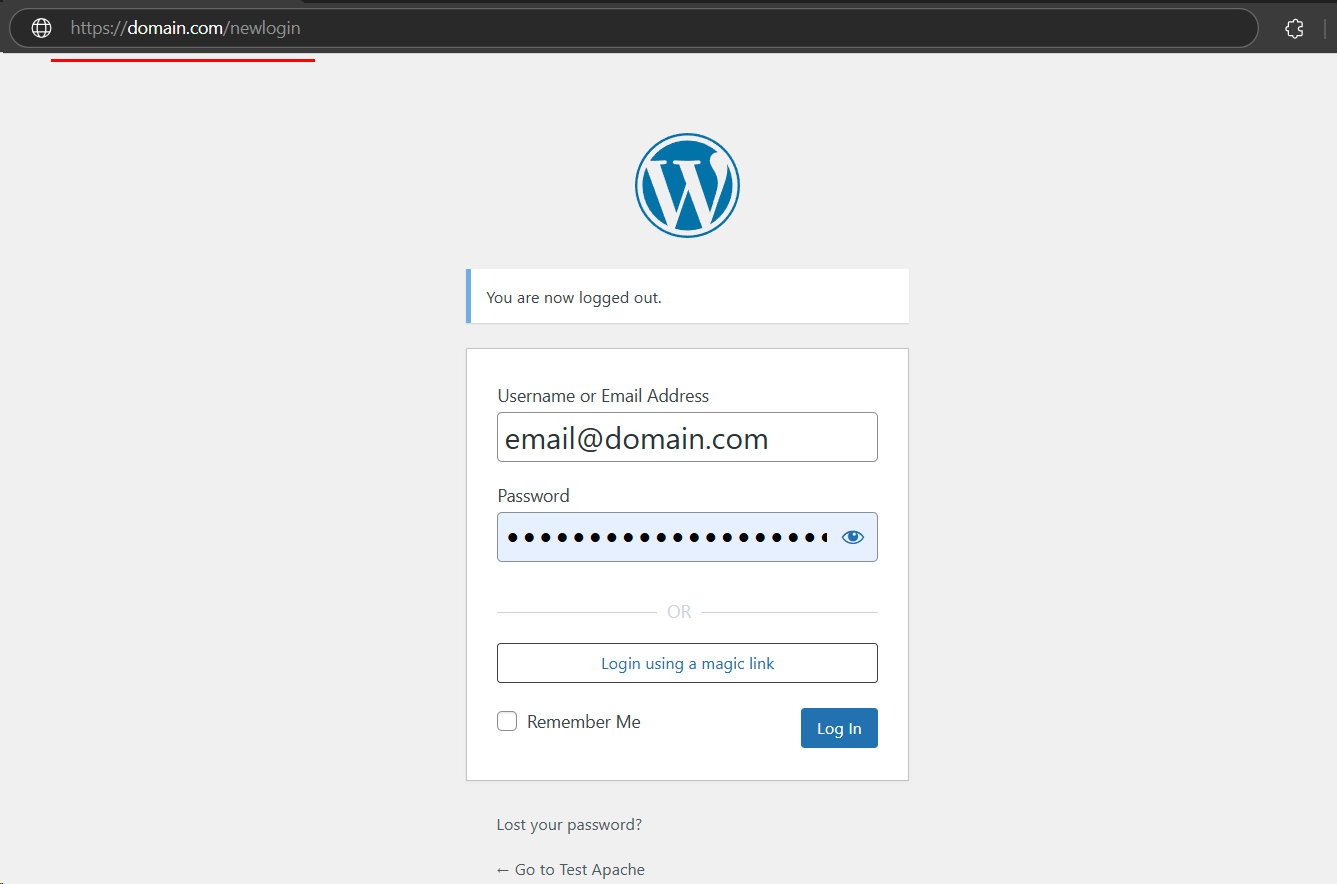 https://domain.com/newlogin
You are now logged out.
Username or Email Address
email@domain.com
Password
OR
Login using a magic link
Remember Me
Log In
Lost your password?
← Go to Test Apache